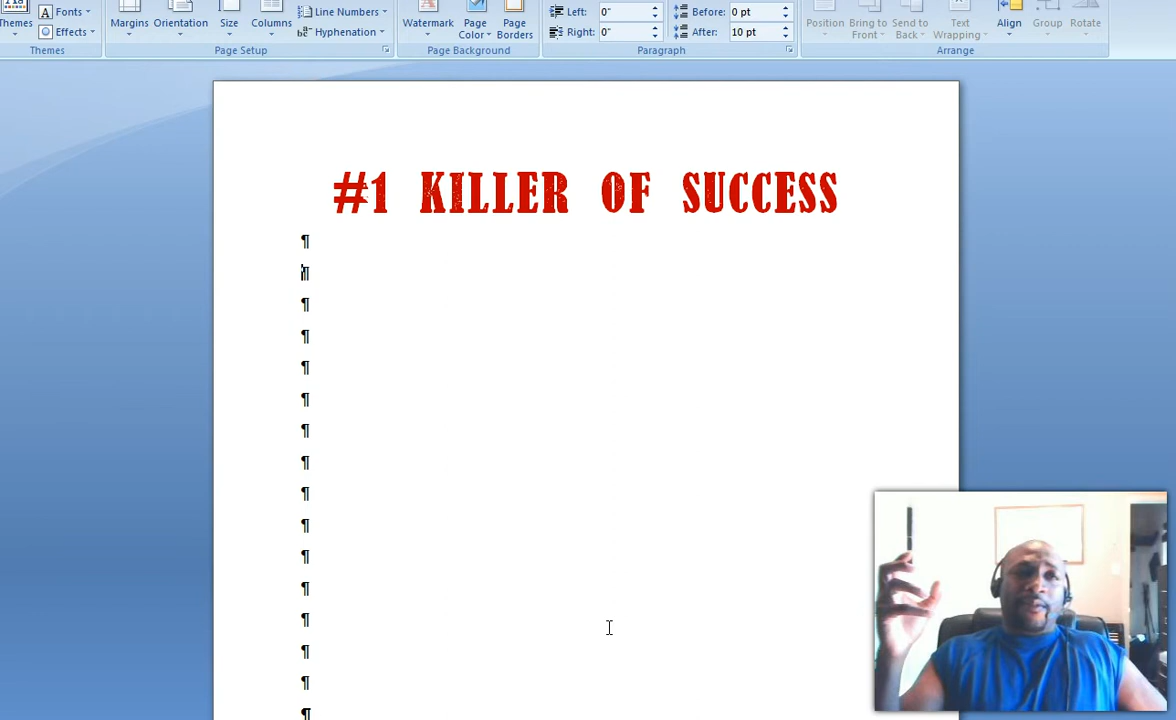 Themes
Fonts
Effects
Themes
Margins
Orientation
Size
Columns
Line Numbers
Hyphenation
Page Setup
Watermark
Page Color
Page Borders
Page Background
Left: 0"
Right: 0"
Before: 0 pt
After: 10 pt
Paragraph
Position
Bring to Front
Send to Back
Text Wrapping
Align
Group
Rotate
Arrange
#1 KILLER OF SUCCESS